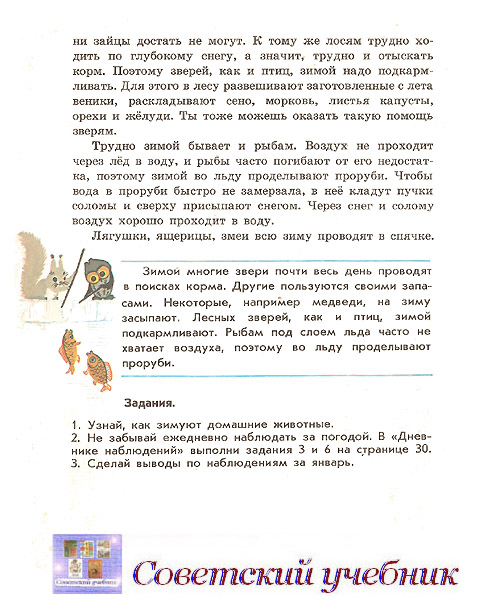 ни зайцы достать не могут. К тому же лосям трудно хо-
дить по глубокому снегу, а значит, трудно и отыскать
корм. Поэтому зверей, как и птиц, зимой надо подкарм-
ливать. Для этого в лесу развешивают заготовленные с лета
веники, раскладывают сено, морковь, листья капусты,
орехи и жёлуди. Ты тоже можешь оказать такую помощь
зверям.
Трудно зимой бывает и рыбам. Воздух не проходит
через лёд в воду, и рыбы часто погибают от его недостат-
ка, поэтому зимой во льду проделывают проруби. Чтобы
вода в проруби быстро не замерзала, в неё кладут пучки
соломы и сверху присыпают снегом. Через снег и солому
воздух хорошо проходит в воду.
Лягушки, ящерицы, змеи всю зиму проводят в спячке.
Зимой многие звери почти весь день проводят
в поисках корма. Другие пользуются своими запа-
сами. Некоторые, например медведи, на зиму
засыпают. Лесных зверей, как и птиц, зимой
подкармливают. Рыбам под слоем льда часто не
хватает воздуха, поэтому во льду проделывают
проруби.
Задания.
1. Узнай, как зимуют домашние животные.
2. Не забывай ежедневно наблюдать за погодой. В «Днев-
нике наблюдений» выполни задания 3 и 6 на странице 30.
3. Сделай выводы по наблюдениям за январь.
Советский учебник
Советский учебник